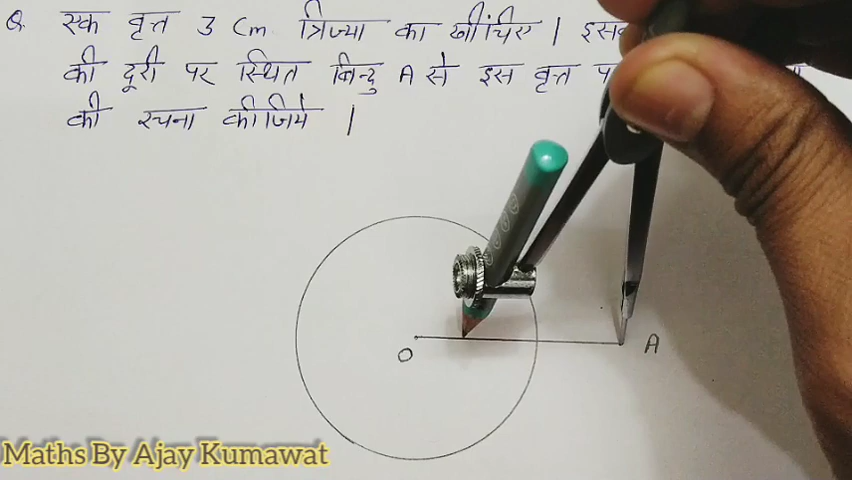 Q. एक वृत्त 3 Cm त्रिज्या का खींचिए । इस
की दूरी पर स्थित बिन्दु A से इस वृत्त
की रचना कीजिये ।
O
A
Maths By Ajay Kumawat